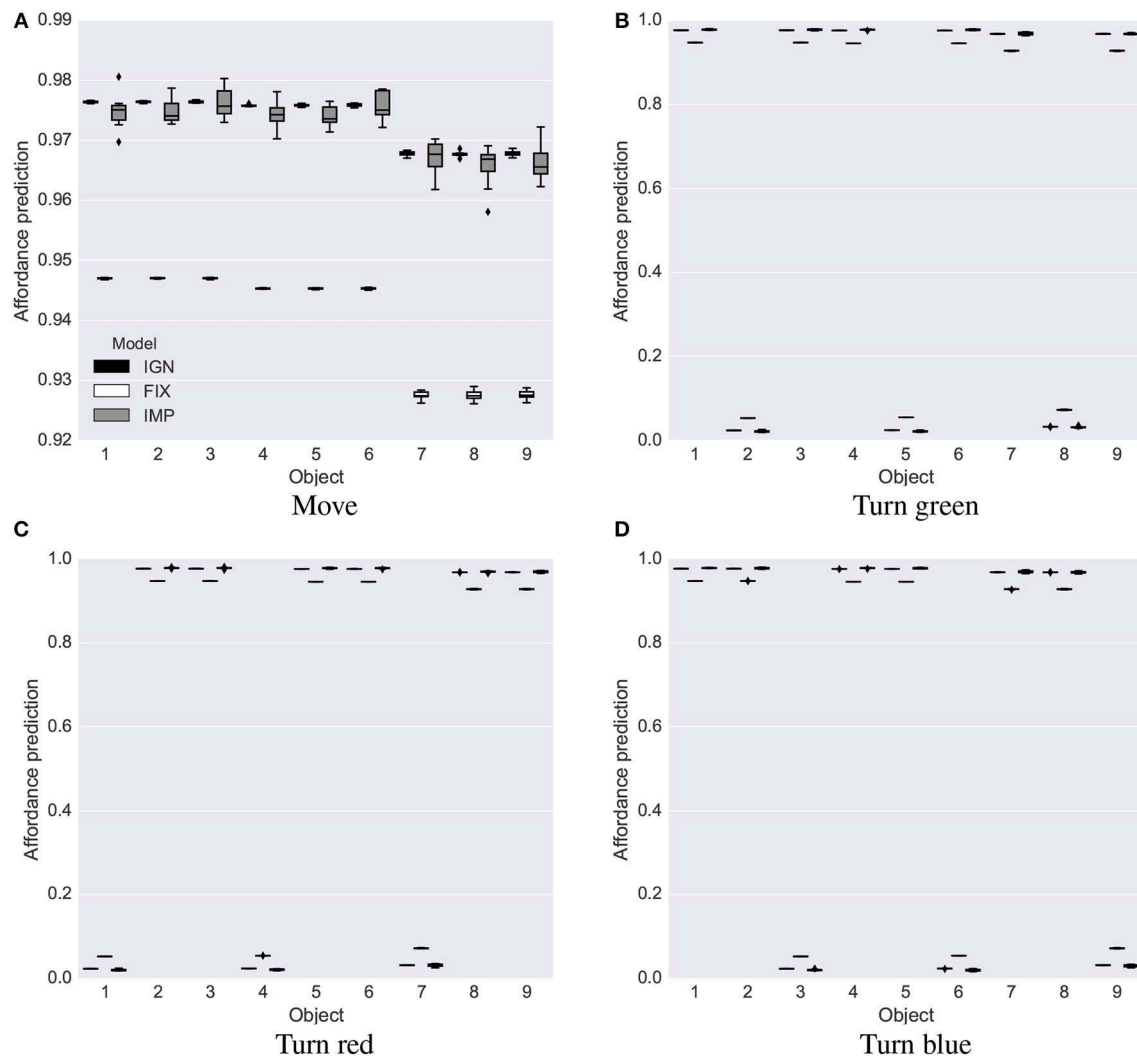 A
0.99
0.98
0.97
0.96
0.95
0.94
0.93
0.92
Affordance prediction
Model
IGN
FIX
IMP
1 2 3 4 5 6 7 8 9
Object
Move
B
1.0
0.8
0.6
0.4
0.2
0.0
Affordance prediction
1 2 3 4 5 6 7 8 9
Object
Turn green
C
1.0
0.8
0.6
0.4
0.2
0.0
Affordance prediction
1 2 3 4 5 6 7 8 9
Object
Turn red
D
1.0
0.8
0.6
0.4
0.2
0.0
Affordance prediction
1 2 3 4 5 6 7 8 9
Object
Turn blue